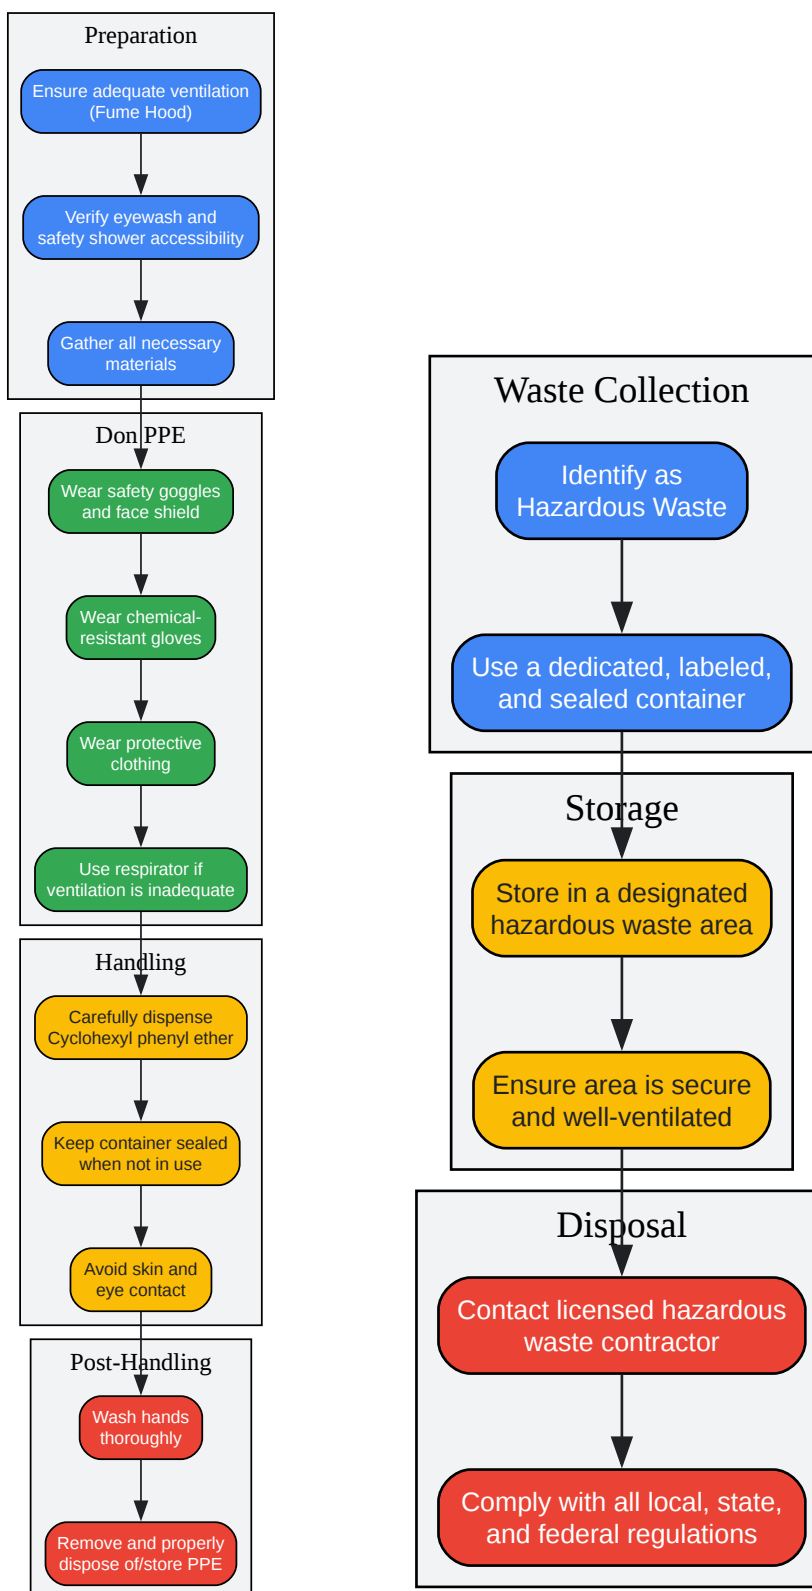 Preparation
Ensure adequate ventilation
(Fume Hood)
Verify eyewash and
safety shower accessibility
Gather all necessary
materials
Don PPE
Wear safety goggles
and face shield
Wear chemical-
resistant gloves
Wear protective
clothing
Use respirator if
ventilation is inadequate
Handling
Carefully dispense
Cyclohexyl phenyl ether
Keep container sealed
when not in use
Avoid skin and
eye contact
Post-Handling
Wash hands
thoroughly
Remove and properly
dispose of/store PPE
Waste Collection
Identify as
Hazardous Waste
Use a dedicated, labeled,
and sealed container
Storage
Store in a designated
hazardous waste area
Ensure area is secure
and well-ventilated
Disposal
Contact licensed hazardous
waste contractor
Comply with all local, state,
and federal regulations